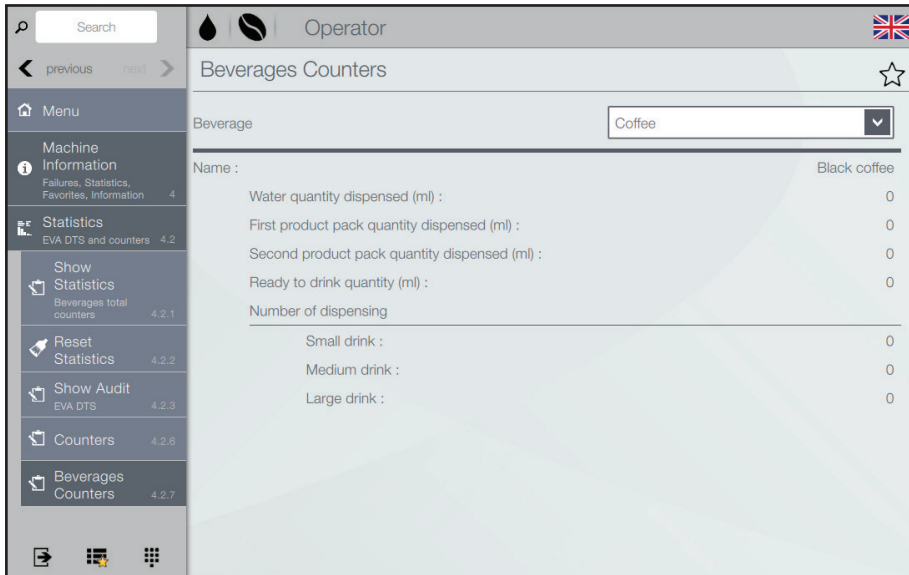 Search
Operator
previous next
Beverages Counters
Menu
Beverage Coffee
Machine
Information
Failures, Statistics,
Favorites, Information 4
Name : Black coffee
Water quantity dispensed (ml) : 0
Statistics
EVA DTS and counters 4.2
First product pack quantity dispensed (ml) : 0
Second product pack quantity dispensed (ml) : 0
Show
Statistics
Beverages total
counters 4.2.1
Ready to drink quantity (ml) : 0
Number of dispensing
Reset
Statistics 4.2.2
Small drink : 0
Medium drink : 0
Show Audit
EVA DTS 4.2.3
Large drink : 0
Counters 4.2.6
Beverages
Counters 4.2.7